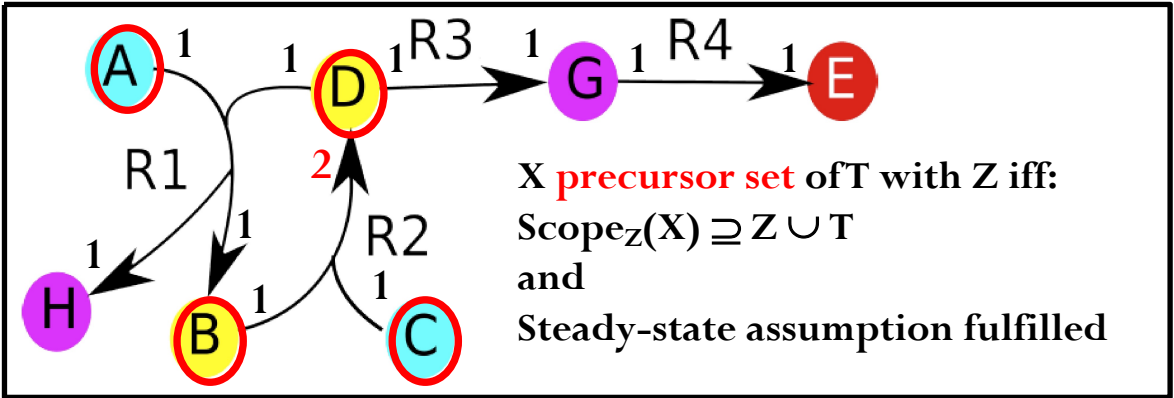 A 1 1 D 1 R3 1 G 1 R4 1 E
R1 2
X precursor set of T with Z iff:
1 R2 Scope_Z(X) ⊇ Z ∪ T
1 H 1 1 and
B C Steady-state assumption fulfilled